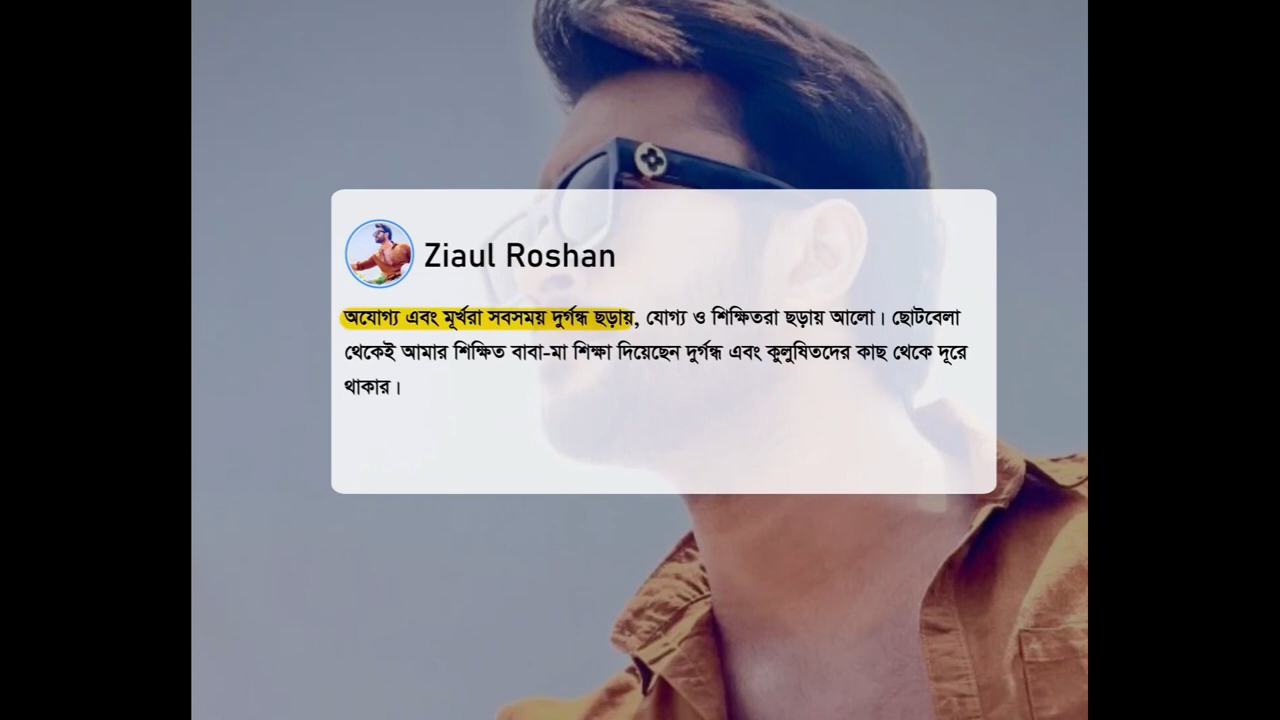 Ziaul Roshan
অযোগ্য এবং মূর্খরা সবসময় দুর্গন্ধ ছড়ায়, যোগ্য ও শিক্ষিতরা ছড়ায় আলো। ছোটবেলা
থেকেই আমার শিক্ষিত বাবা-মা শিক্ষা দিয়েছেন দুর্গন্ধ এবং কুলুষিতদের কাছ থেকে দূরে
থাকার।